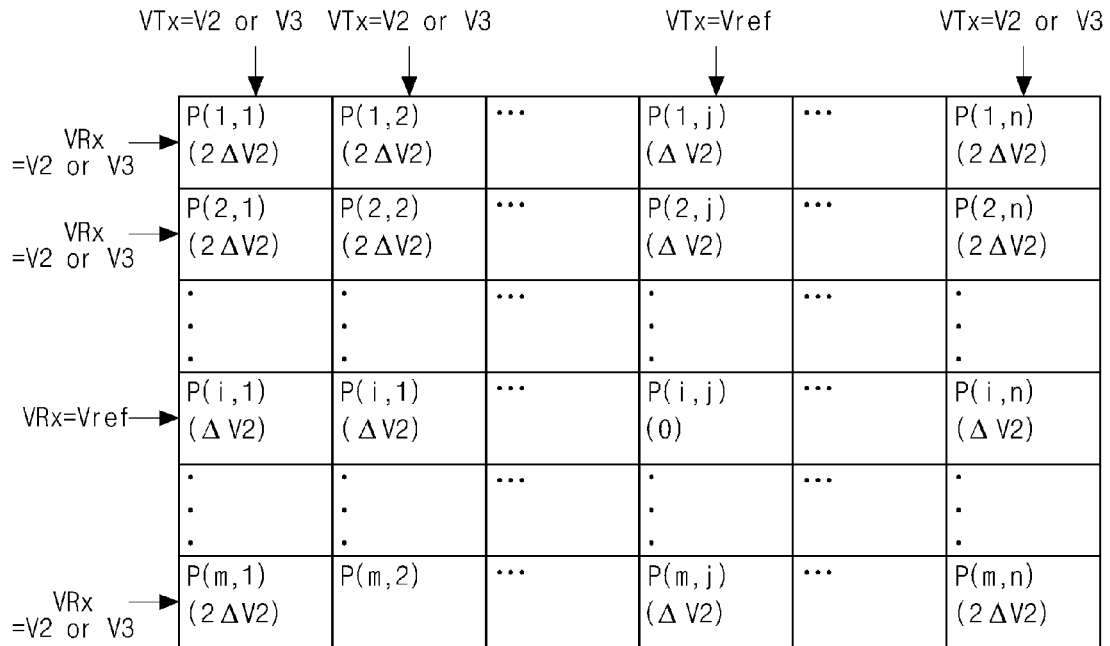 VTx=V2 or V3 VTx=V2 or V3 VTx=Vref VTx=V2 or V3
VRx
=V2 or V3
P(1,1) P(1,2) ... P(1,j) ... P(1,n)
(2ΔV2) (2ΔV2) (ΔV2) (2ΔV2)
VRx
=V2 or V3
P(2,1) P(2,2) ... P(2,j) ... P(2,n)
(2ΔV2) (2ΔV2) (ΔV2) (2ΔV2)
. . ... . ... .
. . . .
. . . .
VRx=Vref
P(i,1) P(i,1) ... P(i,j) ... P(i,n)
(ΔV2) (ΔV2) (0) (ΔV2)
. . ... . ... .
. . . .
. . . .
VRx
=V2 or V3
P(m,1) P(m,2) ... P(m,j) ... P(m,n)
(2ΔV2) (ΔV2) (2ΔV2)